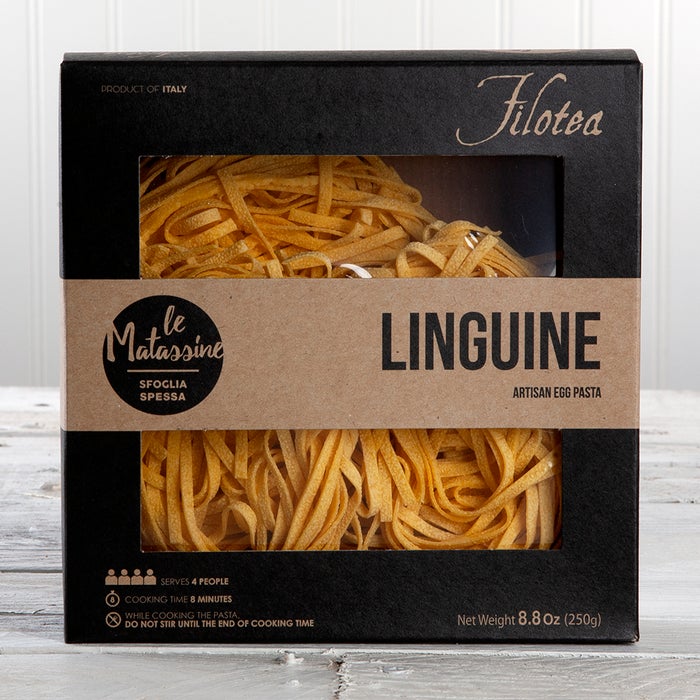 PRODUCT OF ITALY
Filotea
le
Matassine
SFOGLIA
SPESSA
LINGUINE
ARTISAN EGG PASTA
SERVES 4 PEOPLE
8
COOKING TIME 8 MINUTES
WHILE COOKING THE PASTA,
DO NOT STIR UNTIL THE END OF COOKING TIME
Net Weight 8.8 Oz (250g)